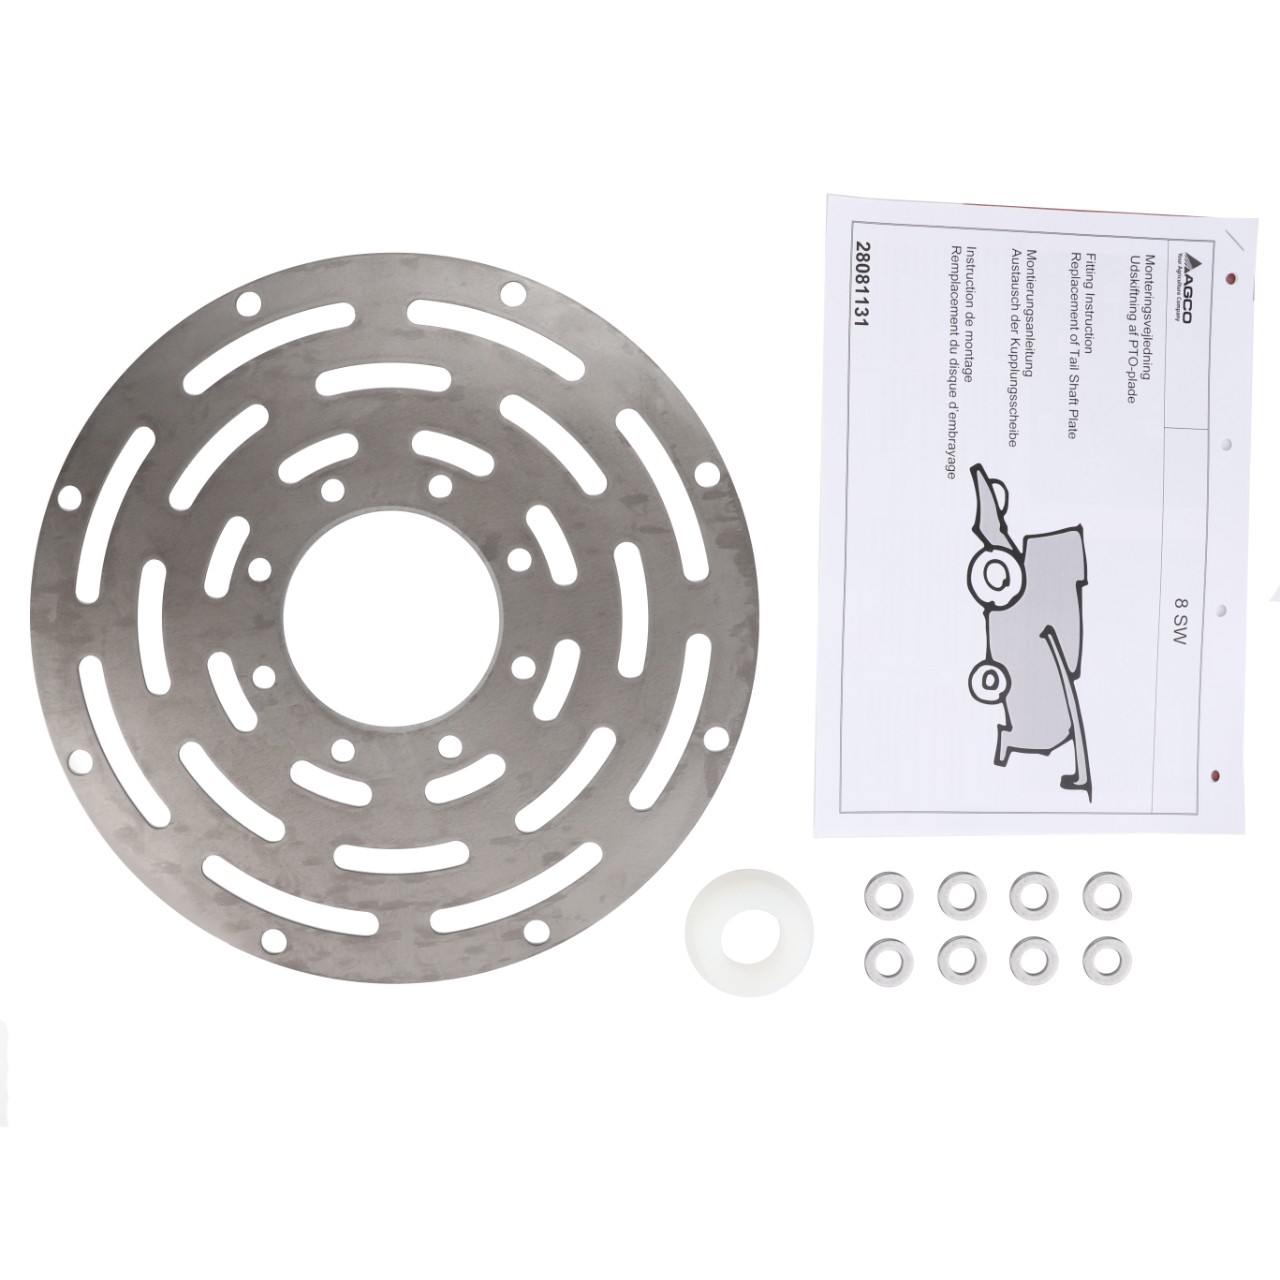 AGCO
Your Agriculture Company
8 SW
Monteringsvejledning
Udskiftning af PTO-plade
Fitting Instruction
Replacement of Tail Shaft Plate
Montierungsanleitung
Austausch der Kupplungsscheibe
Instruction de montage
Remplacement du disque d'embrayage
28081131